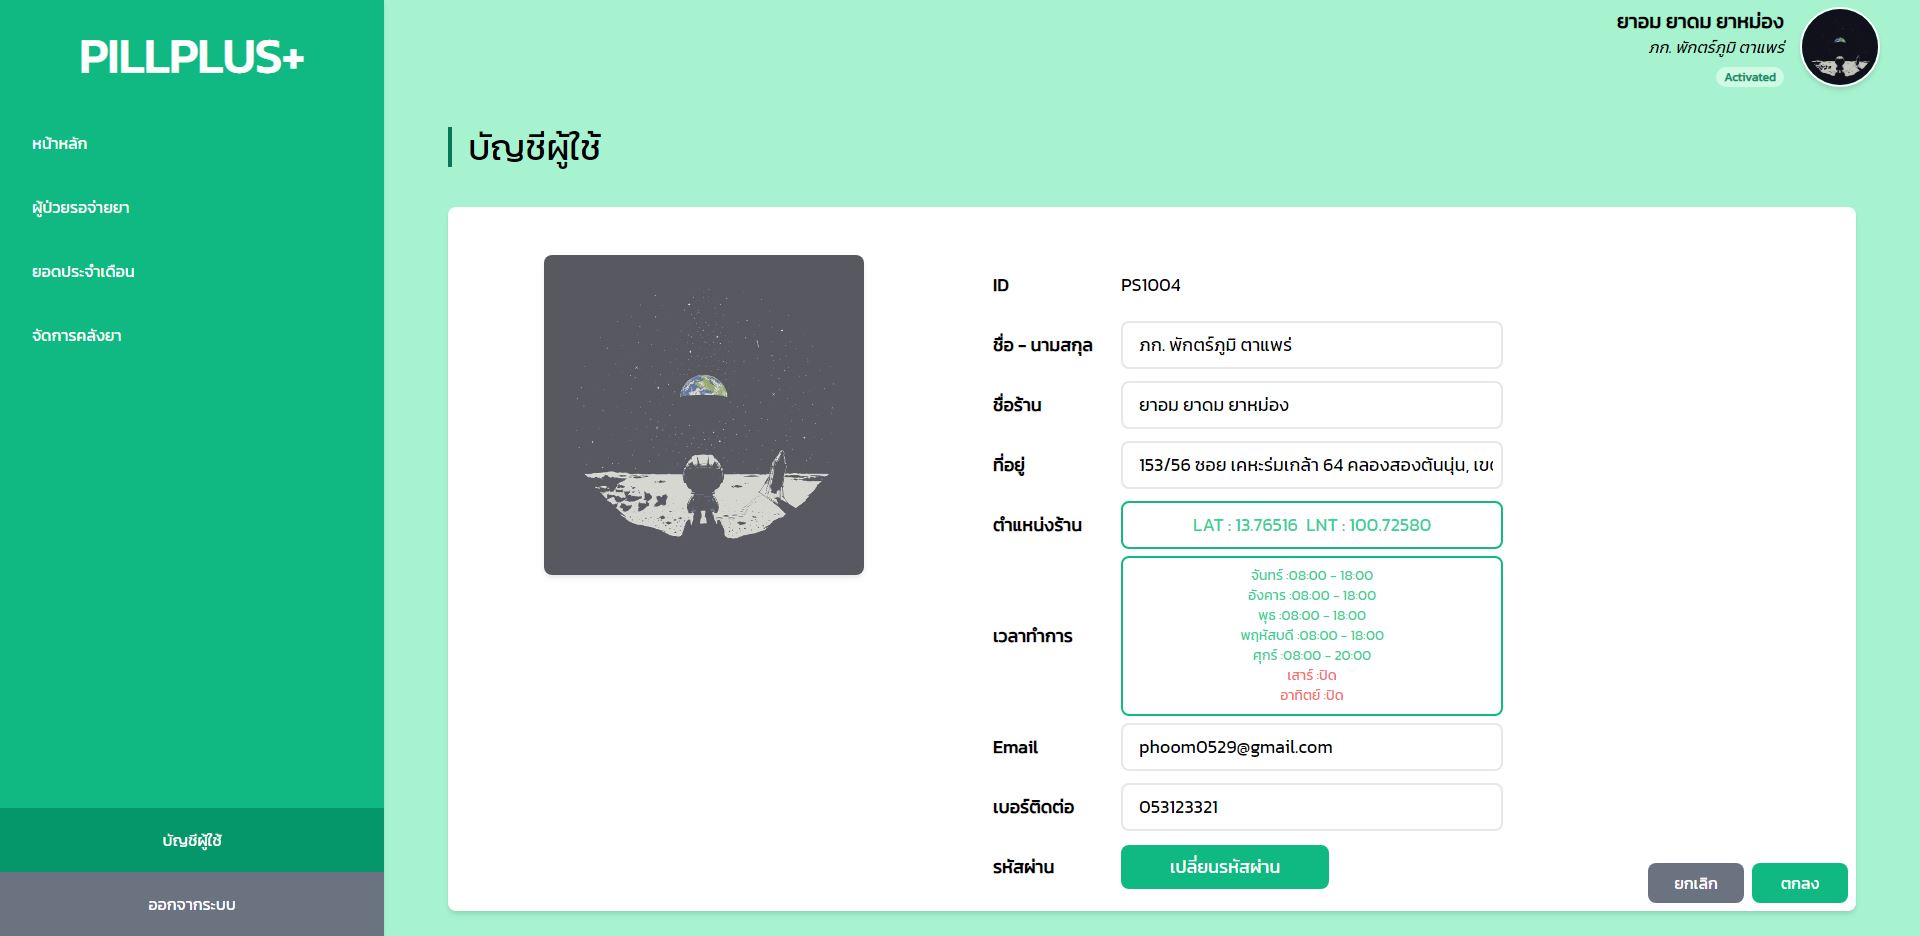 PILLPLUS+
หน้าหลัก
ผู้ป่วยรอจ่ายยา
ยอดประจำเดือน
จัดการคลังยา
บัญชีผู้ใช้
ออกจากระบบ
ยาอม ยาดม ยาหม่อง
ภก. พักตร์ภูมิ ตาแพร่
Activated
บัญชีผู้ใช้
ID PS1004
ชื่อ - นามสกุล ภก. พักตร์ภูมิ ตาแพร่
ชื่อร้าน ยาอม ยาดม ยาหม่อง
ที่อยู่ 153/56 ซอย เคหะร่มเกล้า 64 คลองสองต้นนุ่น,
ตำแหน่งร้าน LAT : 13.76516 LNT : 100.72580
เวลาทำการ
จันทร์ :08:00 - 18:00
อังคาร :08:00 - 18:00
พุธ :08:00 - 18:00
พฤหัสบดี :08:00 - 18:00
ศุกร์ :08:00 - 20:00
เสาร์ :ปิด
อาทิตย์ :ปิด
Email phoom0529@gmail.com
เบอร์ติดต่อ 053123321
รหัสผ่าน เปลี่ยนรหัสผ่าน
ยกเลิก ตกลง